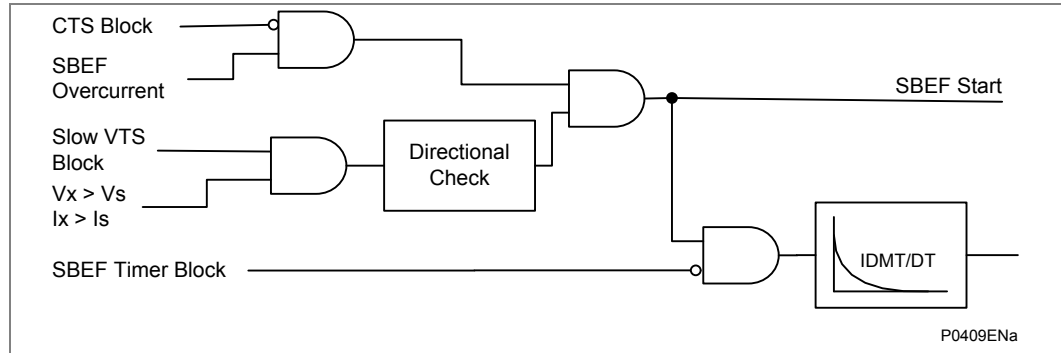 CTS Block
SBEF
Overcurrent
SBEF Start
Slow VTS
Block
Directional
Check
Vx > Vs
Ix > Is
SBEF Timer Block
IDMT/DT
P0409ENa